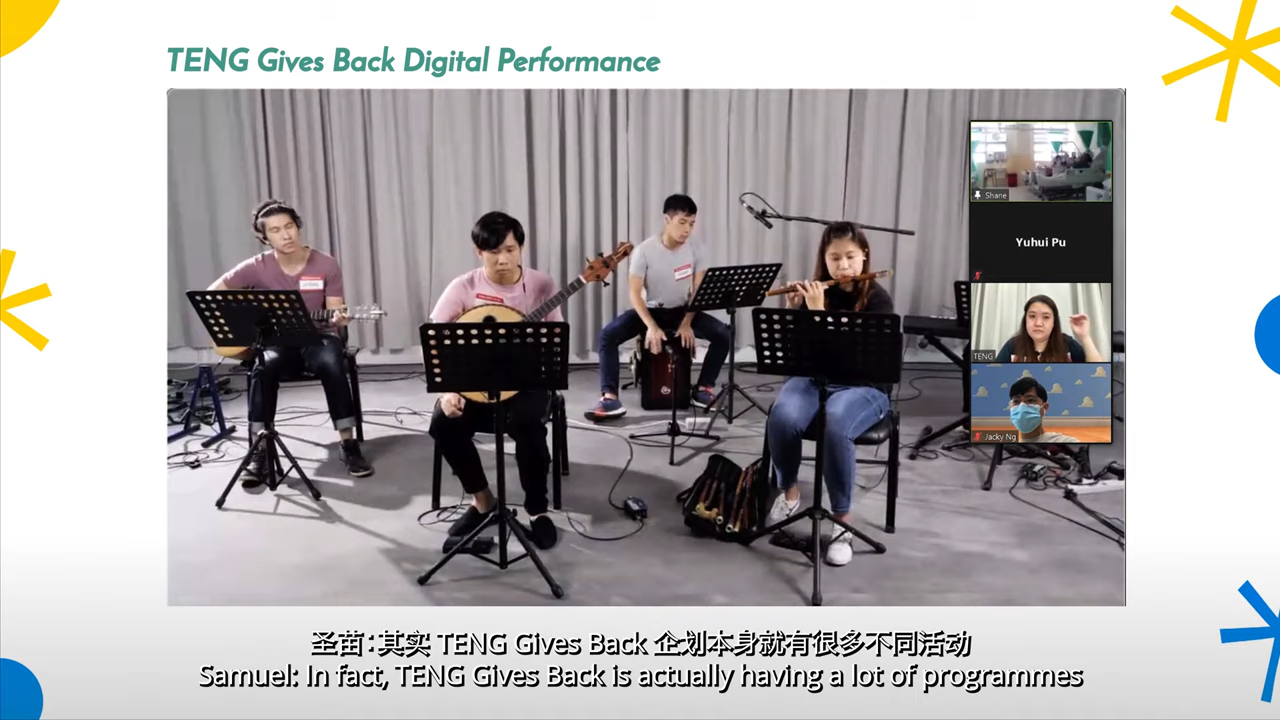 TENG Gives Back Digital Performance
Shane
Yuhui Pu
TENG
Jacky Ng
圣苗：其实 TENG Gives Back 企划本身就有很多不同活动
Samuel: In fact, TENG Gives Back is actually having a lot of programmes